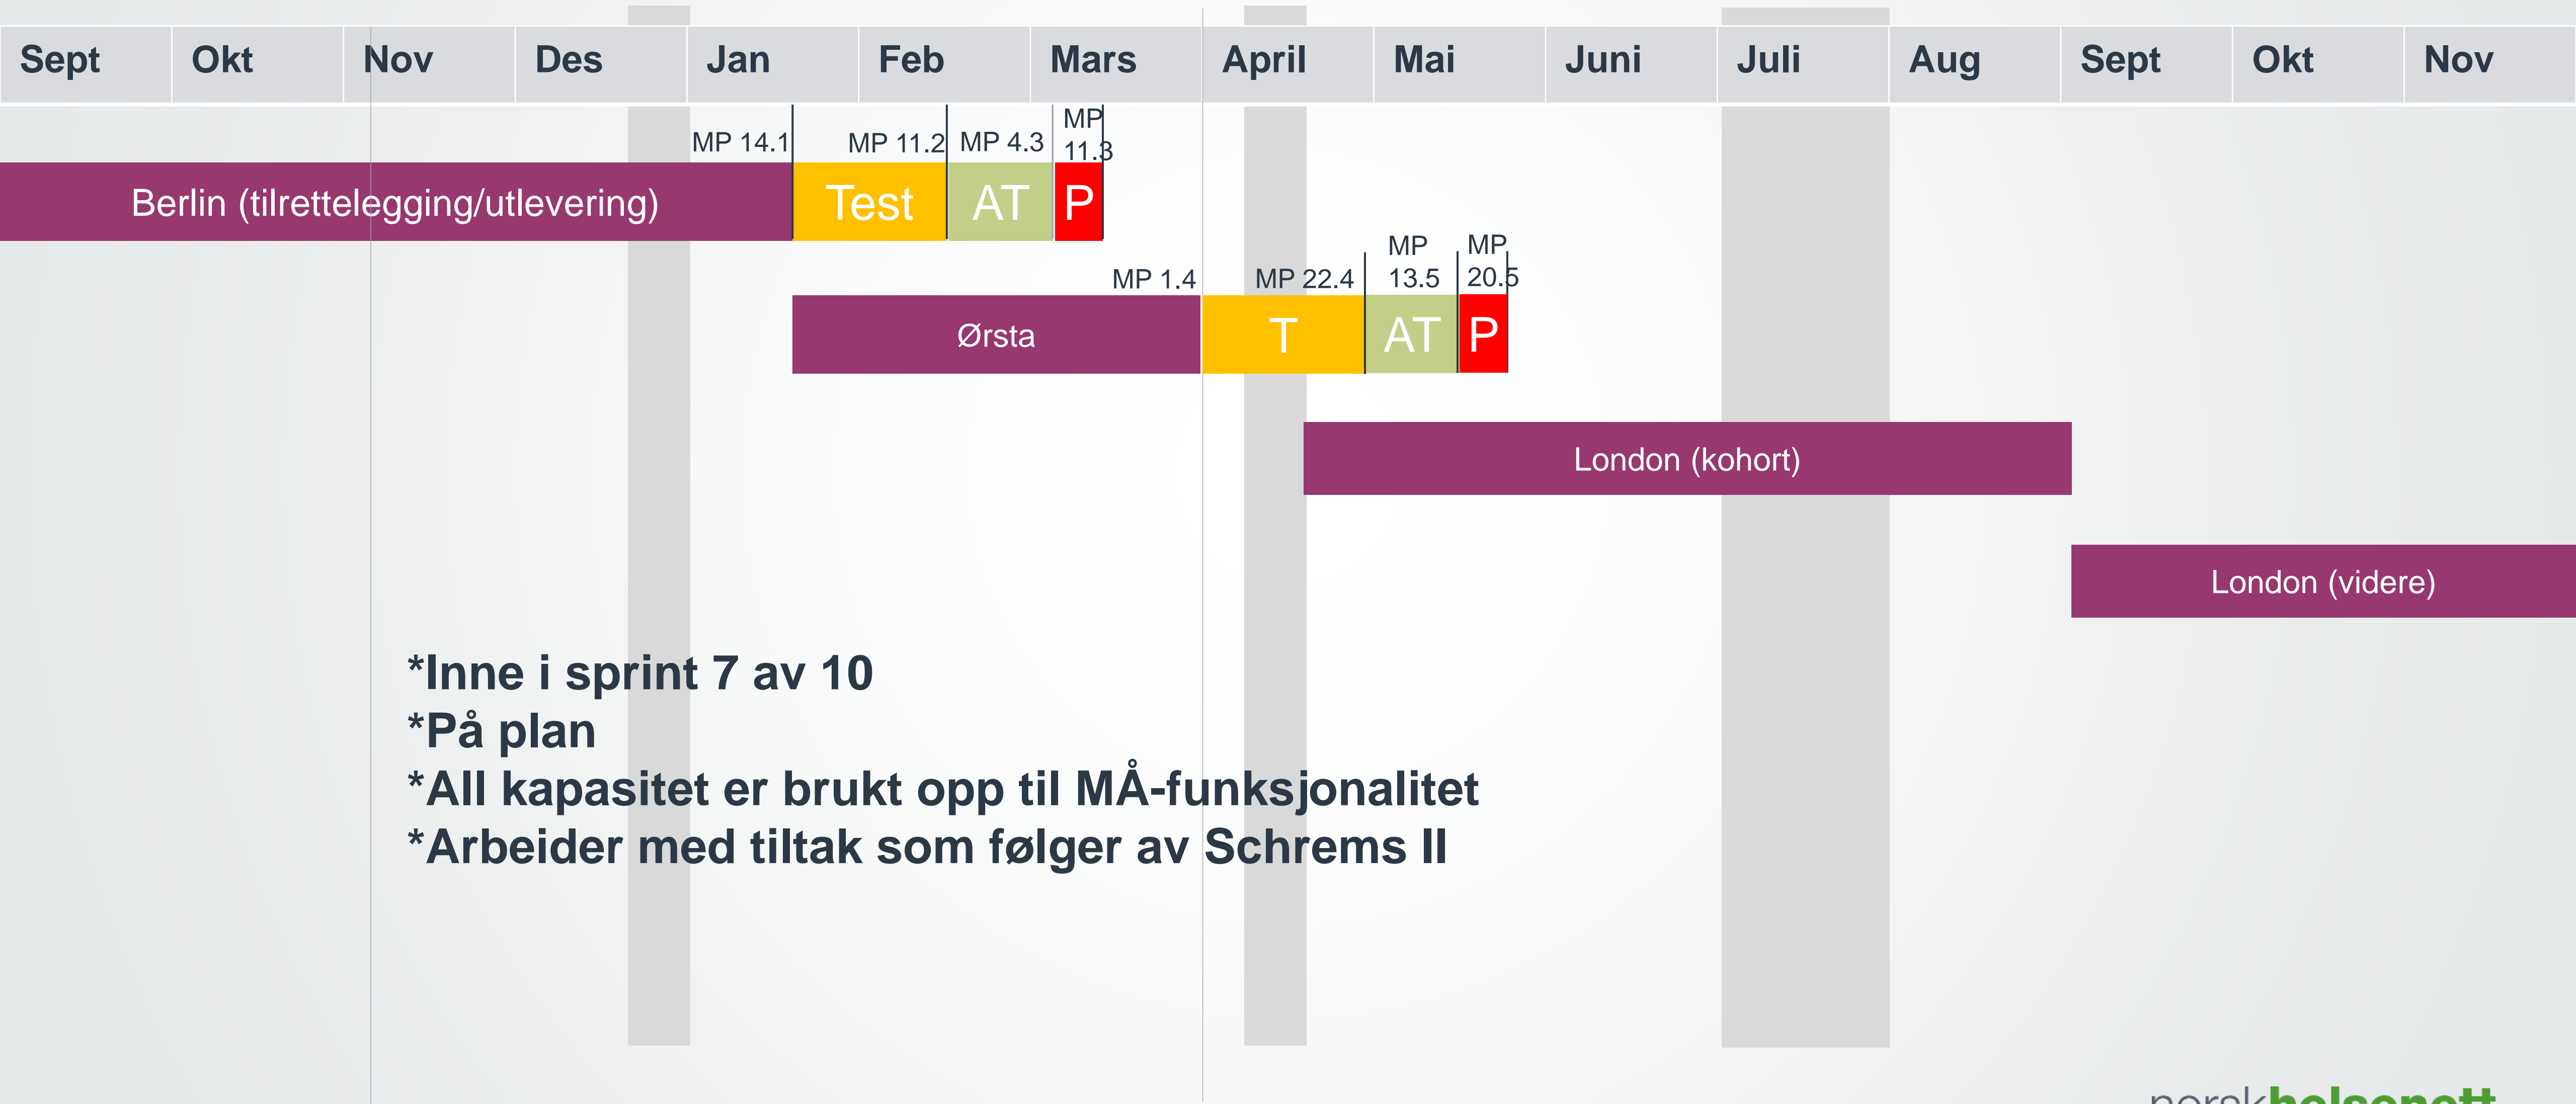 Sept Okt Nov Des Jan Feb Mars April Mai Juni Juli Aug Sept Okt Nov
MP 14.1 MP 11.2 MP 4.3 MP
11.3
Berlin (tilrettelegging/utlevering) Test AT P
MP 1.4 MP 22.4 MP
13.5 MP
20.5
Ørsta T AT P
London (kohort)
London (videre)
*Inne i sprint 7 av 10
*På plan
*All kapasitet er brukt opp til MÅ-funksjonalitet
*Arbeider med tiltak som følger av Schrems II
norskhelsenett